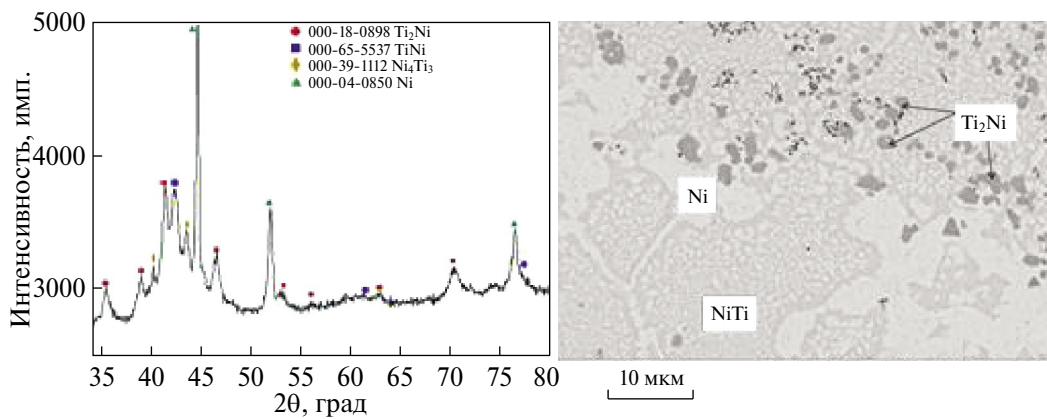 5000
4000
3000
Интенсивность, имп.
000-18-0898 Ti₂Ni
000-65-5537 TiNi
000-39-1112 Ni₄Ti₃
000-04-0850 Ni
35 40 45 50 55 60 65 70 75 80
2θ, град
Ti₂Ni
Ni
NiTi
10 мкм